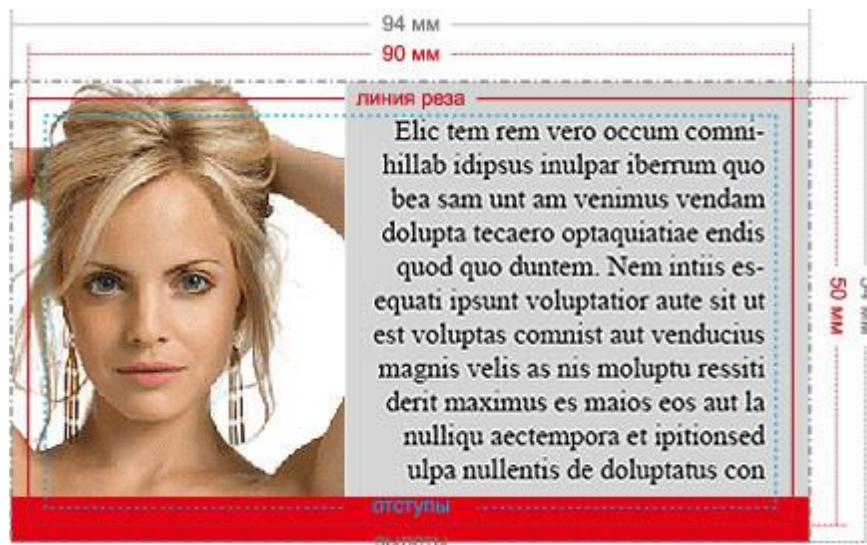 94 мм
90 мм
линия реза
Elic tem rem vero occum comni-
hillab idipsus inulpar iberrum quo
bea sam unt am venimus vendam
dolupta tecaero optaquiatiae endis
quod quo duntem. Nem intiis es-
equati ipsunt voluptatior aute sit ut
est voluptas comnist aut venducius
magnis velis as nis moluptu ressiti
derit maximus es maios eos aut la
nulliqu aectempora et ipitionsed
ulpa nullentis de doluptatus con
50 мм
отступы